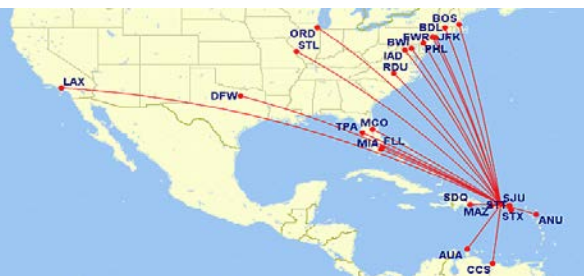 BOS
ORD
BDL
STL
EWR
JFK
BWI
PHL
IAD
RDU
LAX
DFW
MCO
TPA
FLL
MIA
SJU
SDQ
STT
MAZ
STX
ANU
AUA
CCS